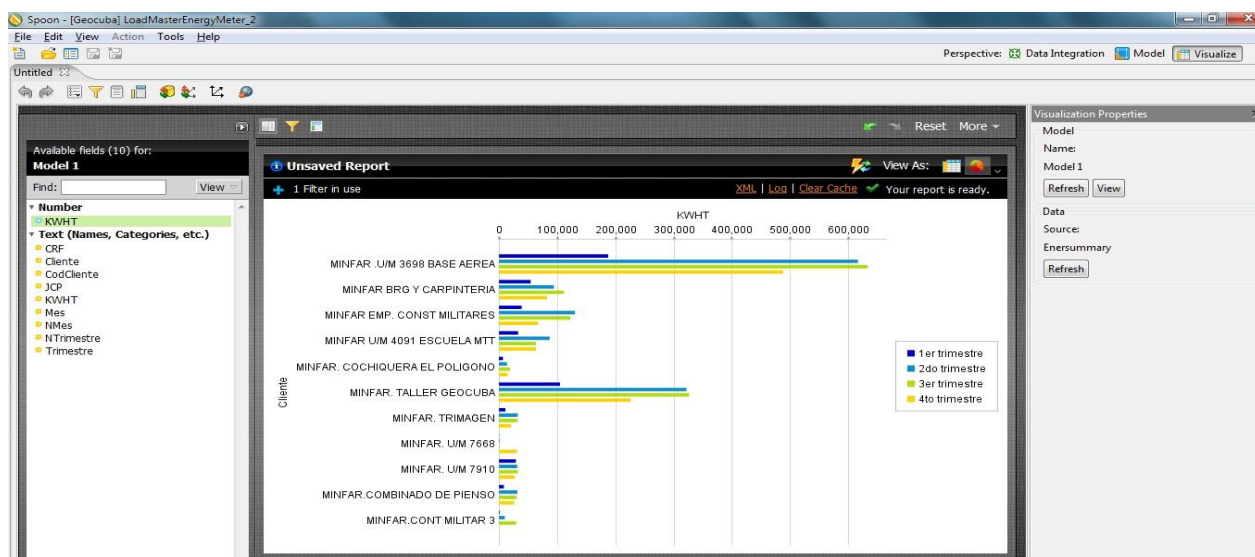 Spoon - [Geocuba] LoadMasterEnergyMeter_2
File Edit View Action Tools Help
Perspective: Data Integration Model Visualize
Untitled
Reset More
Available fields (10) for:
Model 1
Find: View
Number
KWHT
Text (Names, Categories, etc.)
CRF
Cliente
CodCliente
JCP
KWHT
Mes
NMes
NTrimestre
Trimestre
Unsaved Report
View As:
1 Filter in use
XML | Log | Clear Cache Your report is ready.
KWHT
0 100,000 200,000 300,000 400,000 500,000 600,000
Cliente
MINFAR .U/M 3698 BASE AEREA
MINFAR BRG Y CARPINTERIA
MINFAR EMP. CONST MILITARES
MINFAR U/M 4091 ESCUELA MTT
MINFAR. COCHIQUERA EL POLIGONO
MINFAR. TALLER GEOCUBA
MINFAR. TRIMAGEN
MINFAR. U/M 7668
MINFAR. U/M 7910
MINFAR.COMBINADO DE PIENSO
MINFAR.CONT MILITAR 3
1er trimestre
2do trimestre
3er trimestre
4to trimestre
Visualization Properties
Model
Name:
Model 1
Refresh View
Data
Source:
Enersummary
Refresh